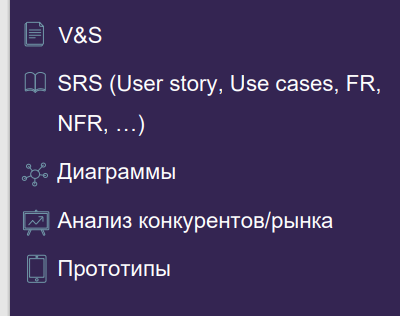 V&S
SRS (User story, Use cases, FR,
NFR, …)
Диаграммы
Анализ конкурентов/рынка
Прототипы